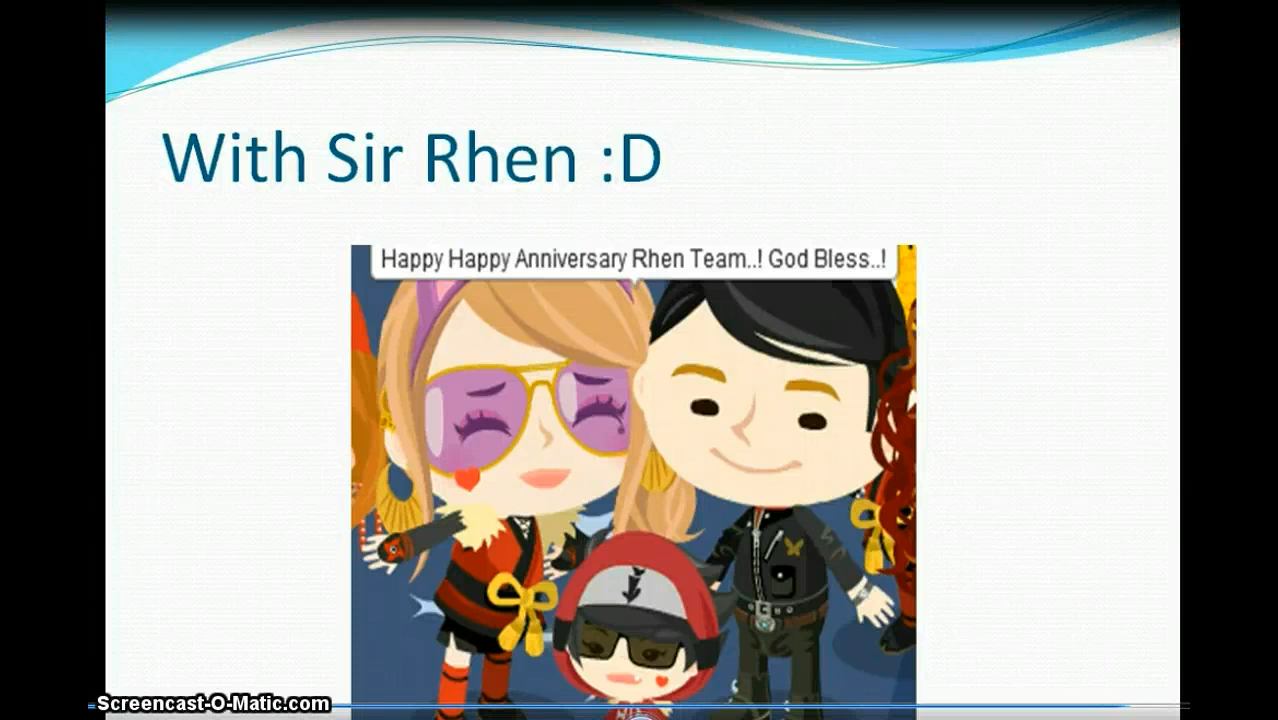 With Sir Rhen :D
Happy Happy Anniversary Rhen Team..! God Bless..!
Screencast-O-Matic.com